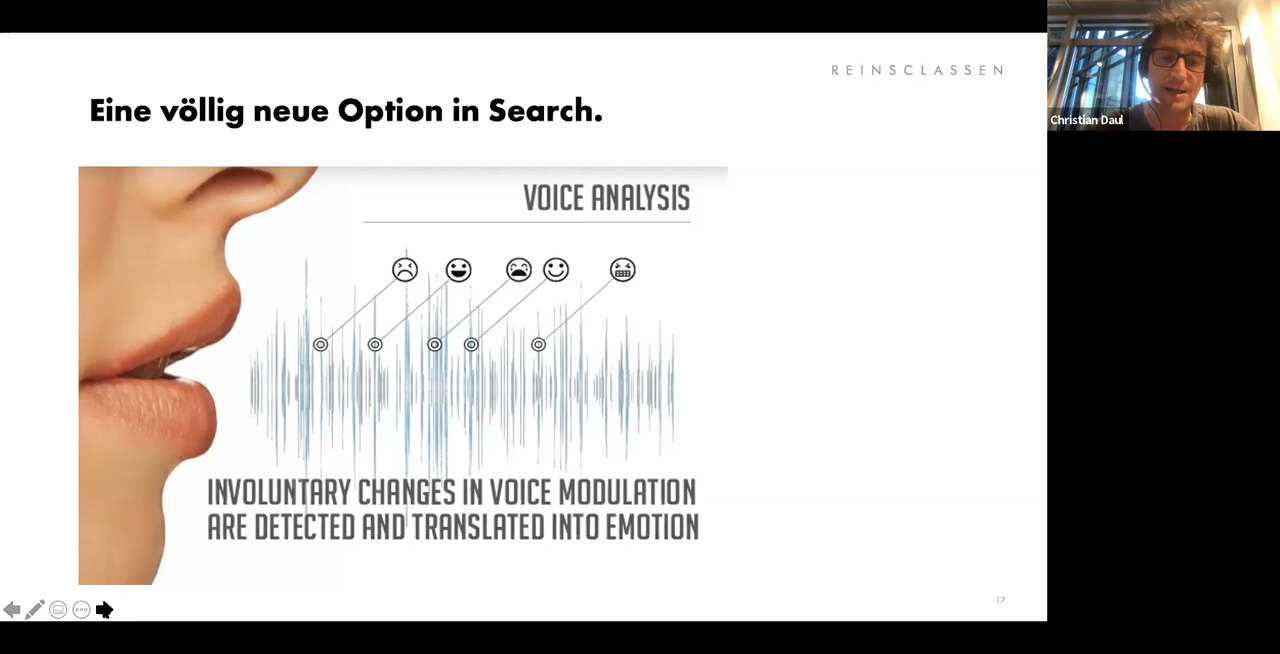 REINSCLASSEN
Eine völlig neue Option in Search.
Christian Daul
VOICE ANALYSIS
INVOLUNTARY CHANGES IN VOICE MODULATION
ARE DETECTED AND TRANSLATED INTO EMOTION
17